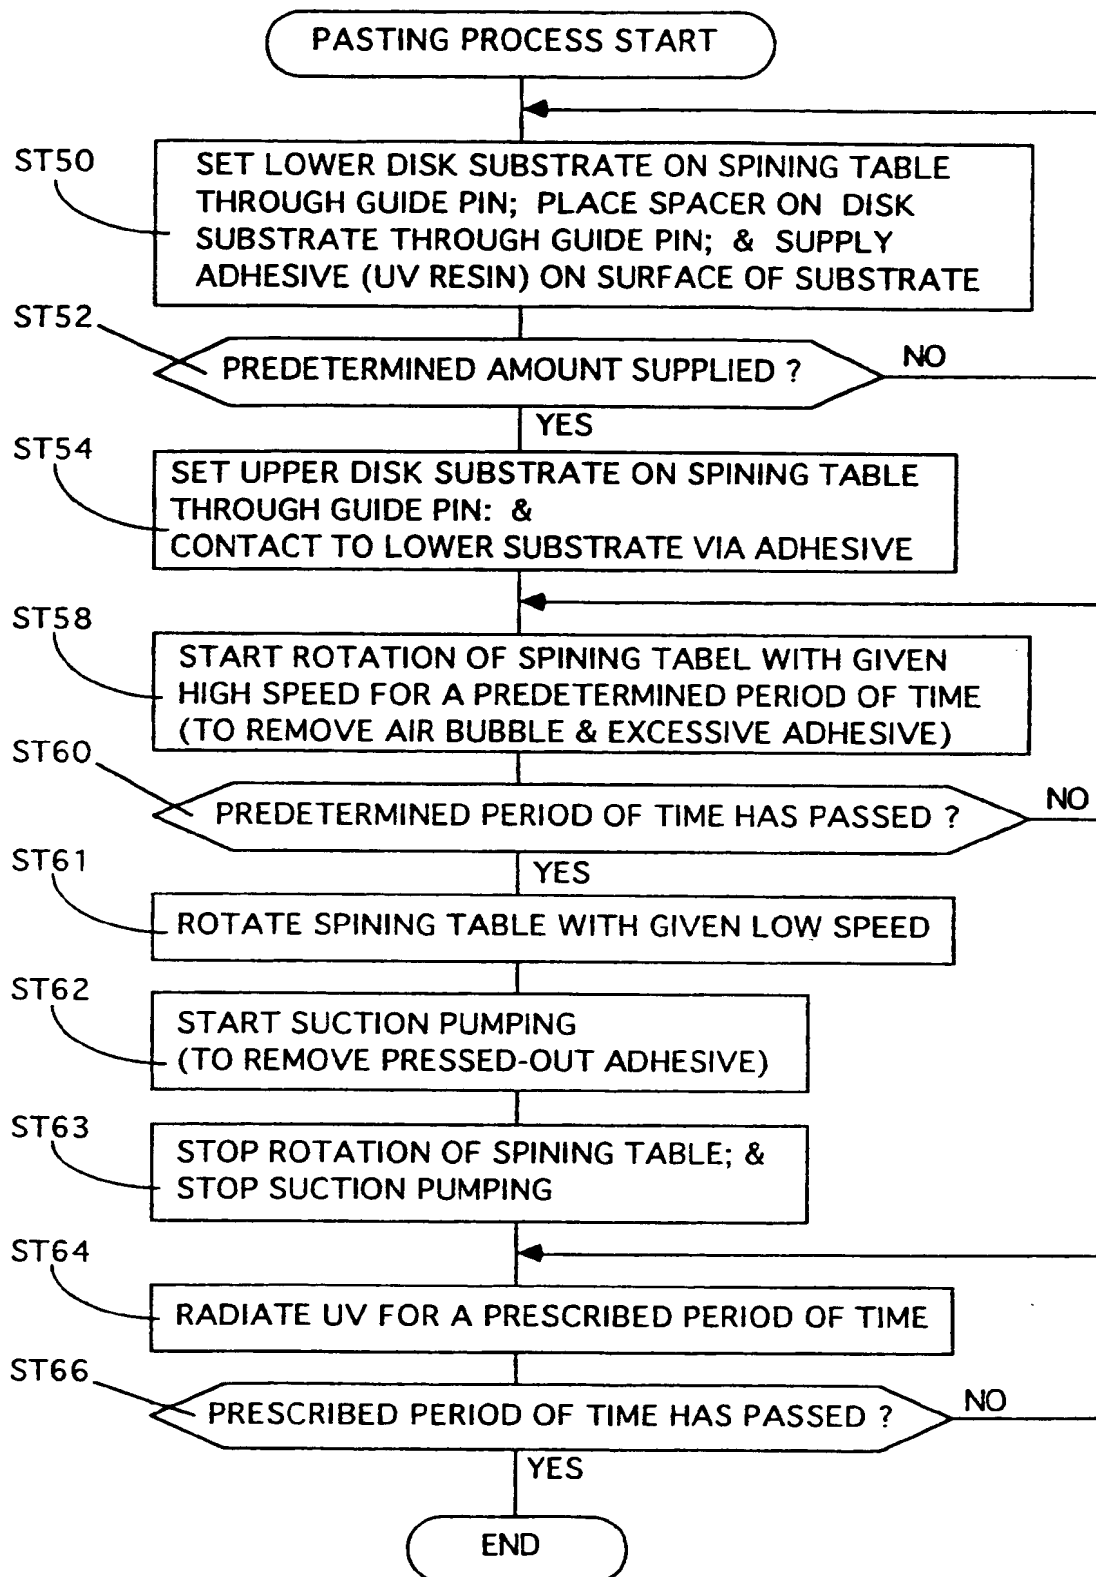 PASTING PROCESS START
ST50
SET LOWER DISK SUBSTRATE ON SPINING TABLE
THROUGH GUIDE PIN; PLACE SPACER ON DISK
SUBSTRATE THROUGH GUIDE PIN; & SUPPLY
ADHESIVE (UV RESIN) ON SURFACE OF SUBSTRATE
ST52
PREDETERMINED AMOUNT SUPPLIED ?
NO
YES
ST54
SET UPPER DISK SUBSTRATE ON SPINING TABLE
THROUGH GUIDE PIN: &
CONTACT TO LOWER SUBSTRATE VIA ADHESIVE
ST58
START ROTATION OF SPINING TABEL WITH GIVEN
HIGH SPEED FOR A PREDETERMINED PERIOD OF TIME
(TO REMOVE AIR BUBBLE & EXCESSIVE ADHESIVE)
ST60
PREDETERMINED PERIOD OF TIME HAS PASSED ?
NO
YES
ST61
ROTATE SPINING TABLE WITH GIVEN LOW SPEED
ST62
START SUCTION PUMPING
(TO REMOVE PRESSED-OUT ADHESIVE)
ST63
STOP ROTATION OF SPINING TABLE; &
STOP SUCTION PUMPING
ST64
RADIATE UV FOR A PRESCRIBED PERIOD OF TIME
ST66
PRESCRIBED PERIOD OF TIME HAS PASSED ?
NO
YES
END